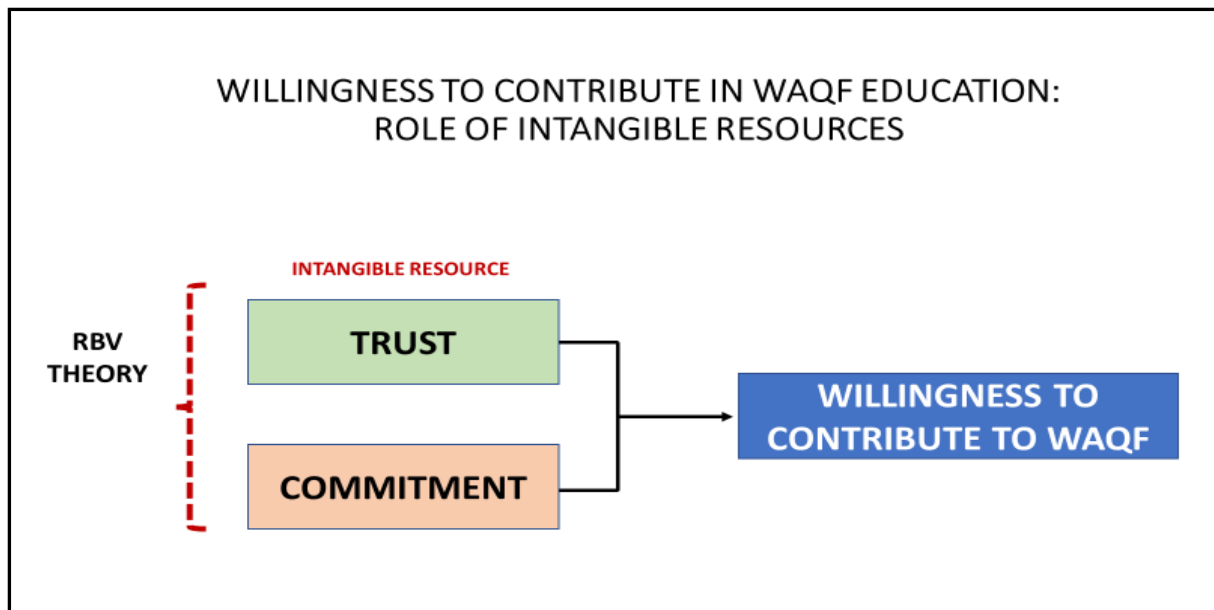 WILLINGNESS TO CONTRIBUTE IN WAQF EDUCATION:
ROLE OF INTANGIBLE RESOURCES
INTANGIBLE RESOURCE
RBV
THEORY
TRUST
COMMITMENT
WILLINGNESS TO
CONTRIBUTE TO WAQF